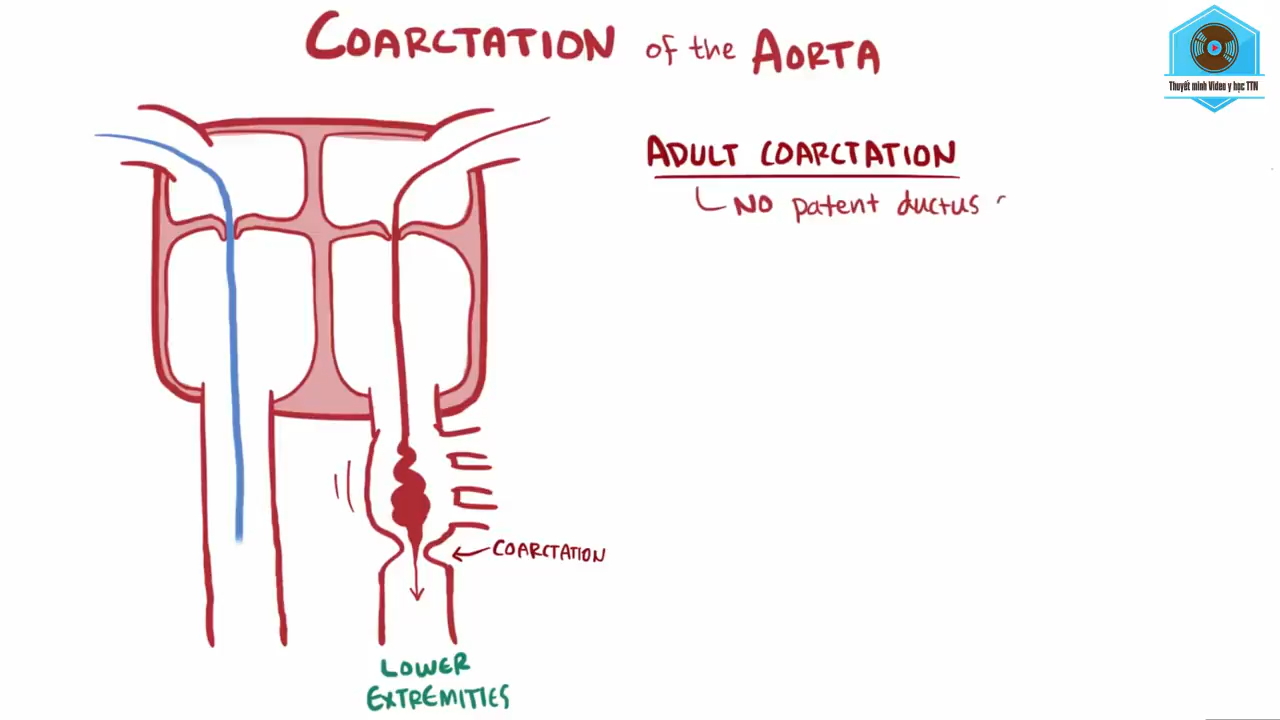 COARCTATION of the AORTA
Thuyết minh Video y học TTN
ADULT COARCTATION
NO patent ductus
COARCTATION
LOWER
EXTREMITIES